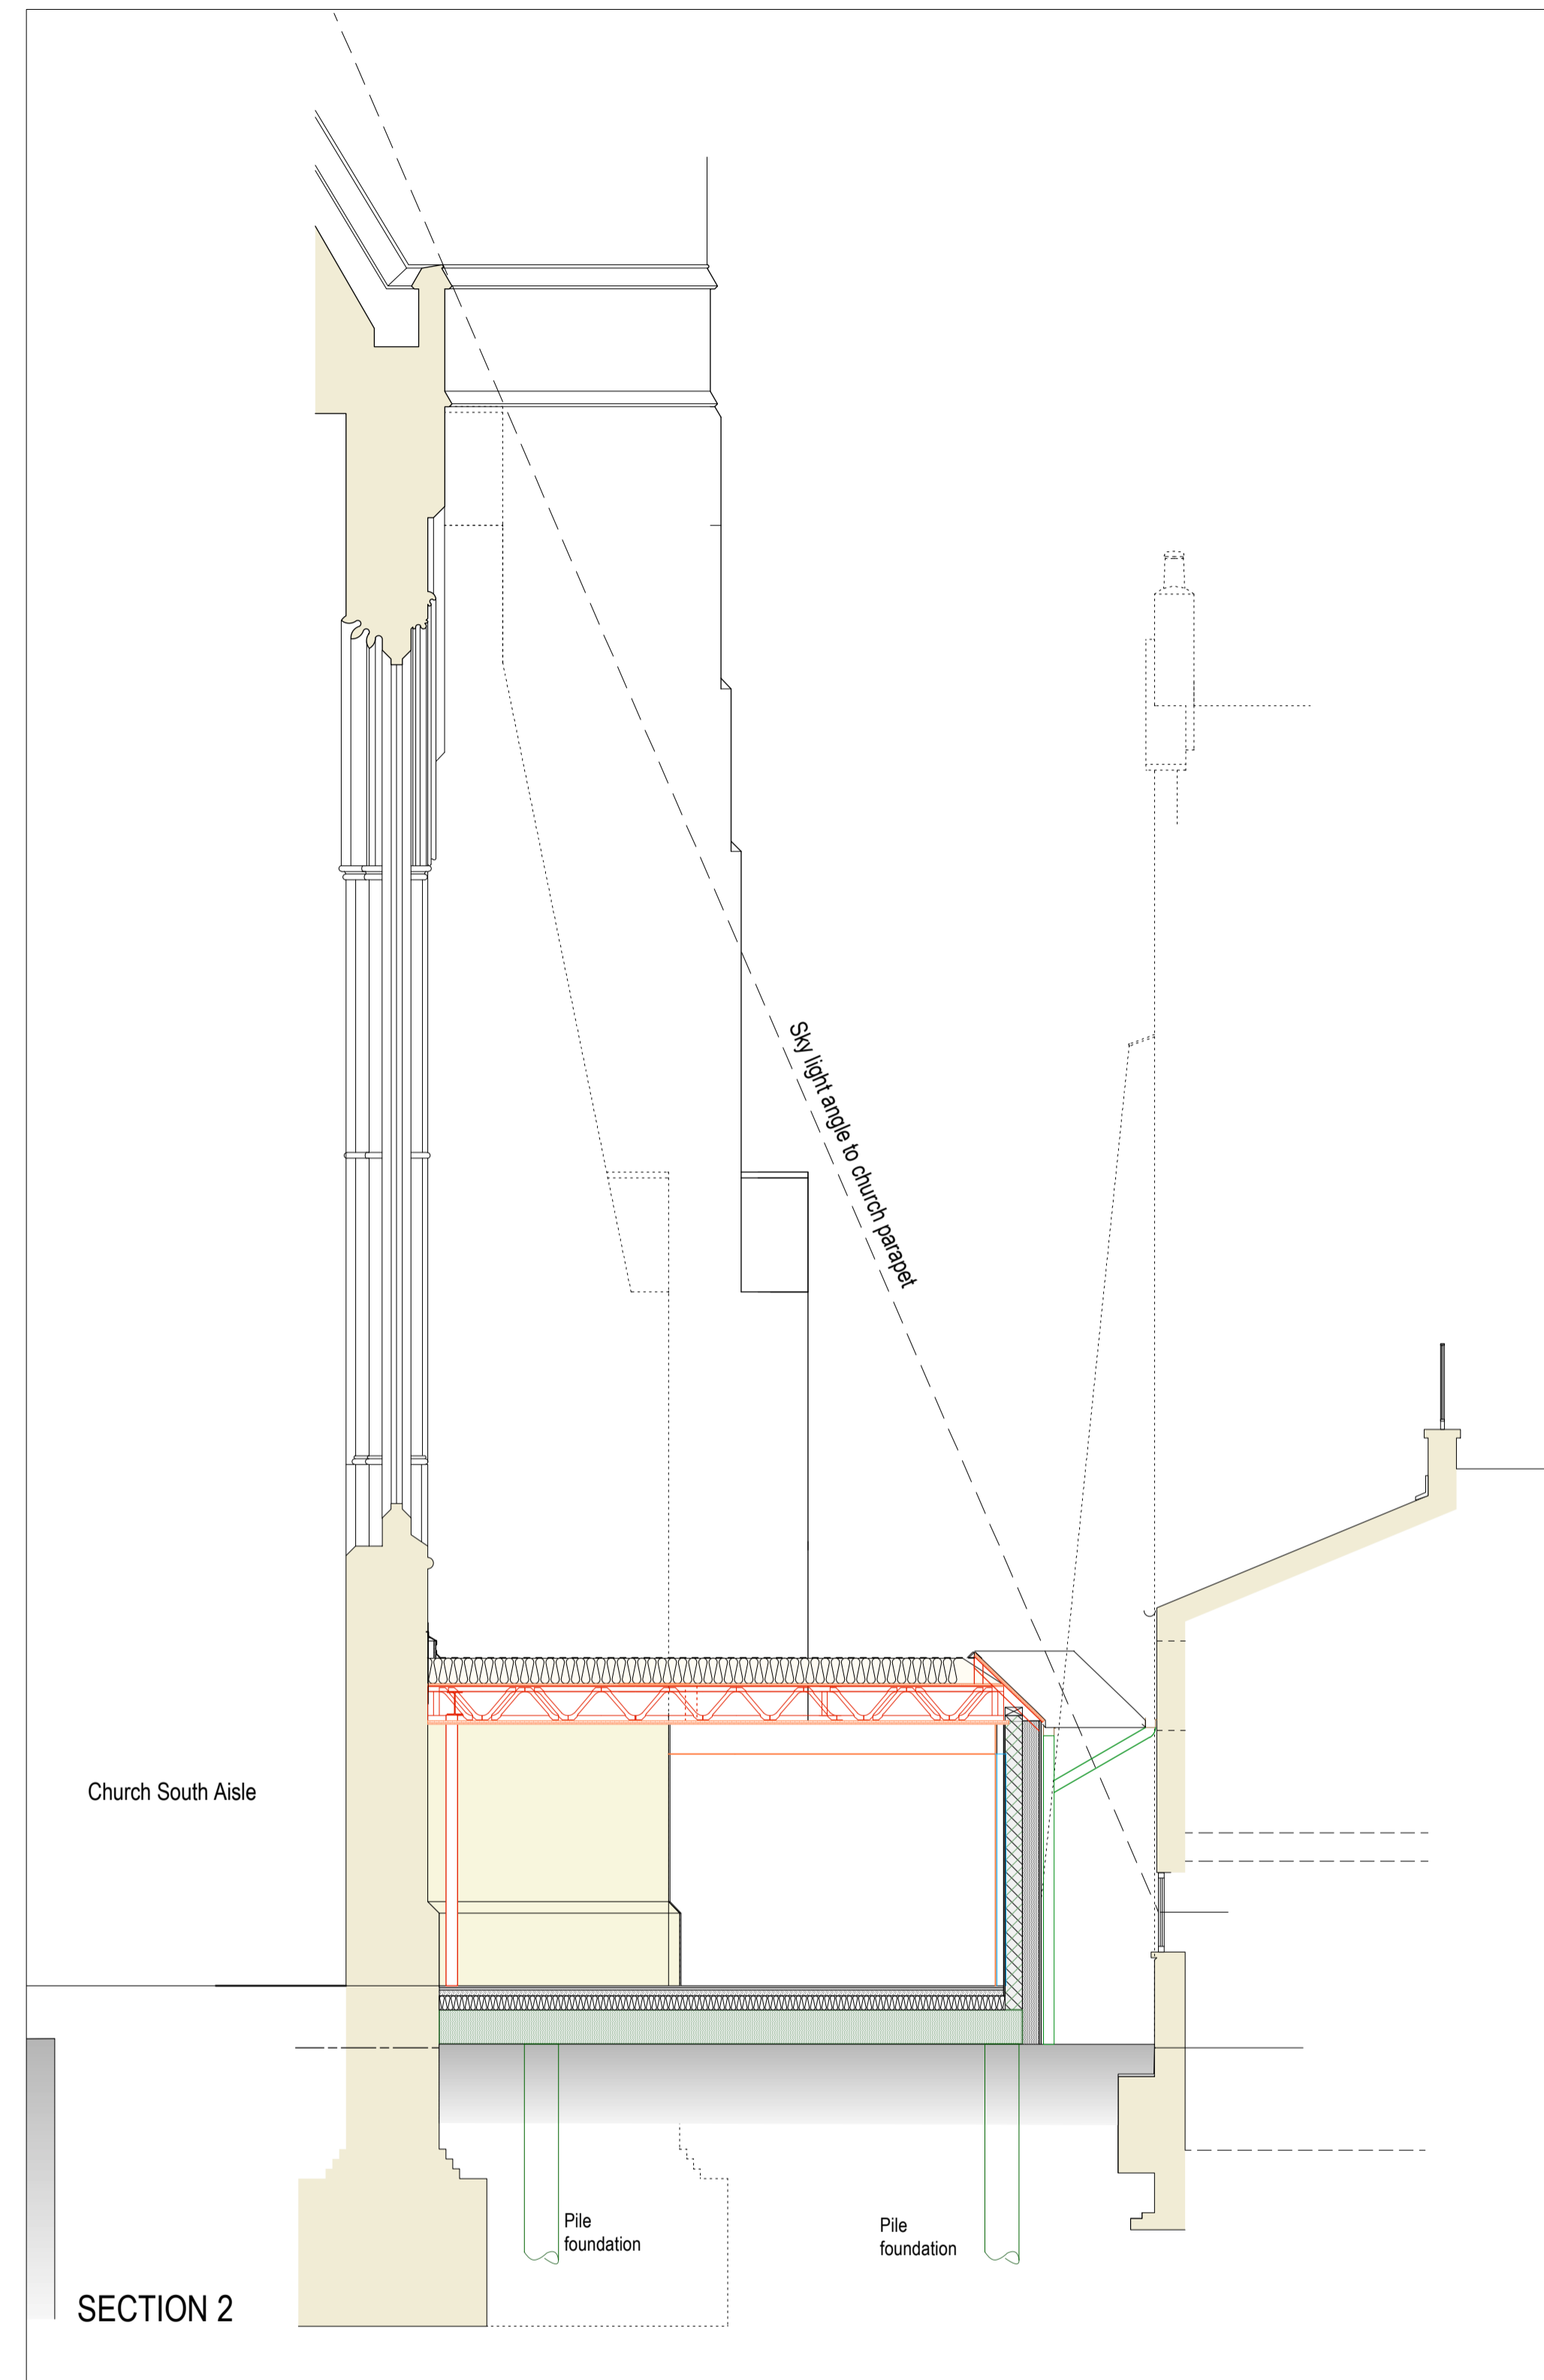 Sky light angle to church parapet
Church South Aisle
Pile
foundation
Pile
foundation
SECTION 2